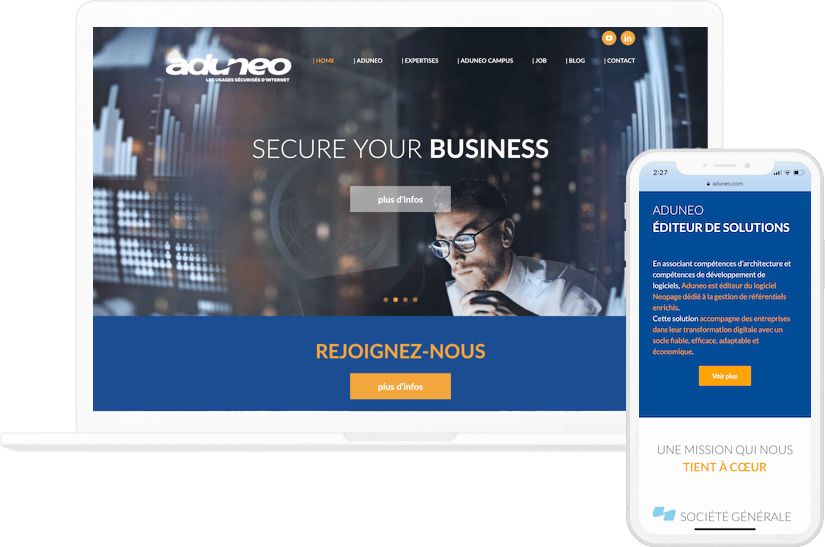 aduneo
LES USAGES SÉCURISÉS D'INTERNET
| HOME | ADUNEO | EXPERTISES | ADUNEO CAMPUS | JOB | BLOG | CONTACT
SECURE YOUR BUSINESS
plus d'infos
REJOIGNEZ-NOUS
plus d'infos
2:27
aduneo.com
ADUNEO
ÉDITEUR DE SOLUTIONS
En associant compétences d'architecture et
compétences de développement de
logiciels, Aduneo est éditeur du logiciel
Neopage dédié à la gestion de référentiels
enrichis.
Cette solution accompagne des entreprises
dans leur transformation digitale avec un
socle fiable, efficace, adaptable et
économique.
Voir plus
UNE MISSION QUI NOUS
TIENT À CŒUR
SOCIÉTÉ GÉNÉRALE